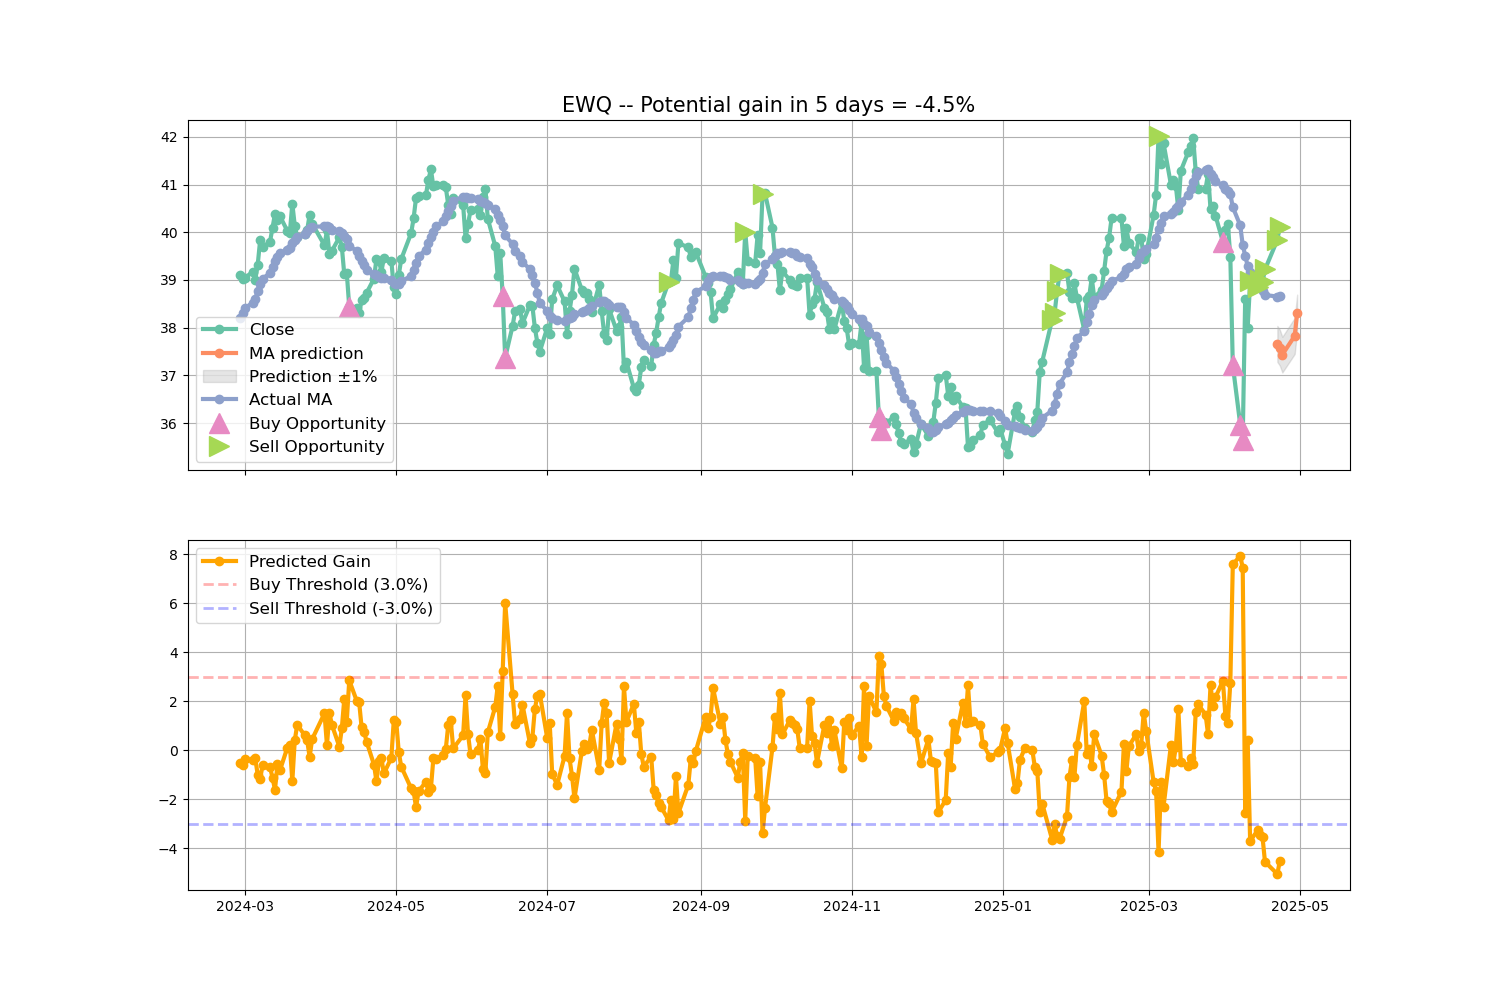 EWQ -- Potential gain in 5 days = -4.5%
42
41
40
39
38
37
36
Close
MA prediction
Prediction ±1%
Actual MA
Buy Opportunity
Sell Opportunity
8
6
4
2
0
−2
−4
Predicted Gain
Buy Threshold (3.0%)
Sell Threshold (-3.0%)
2024-03 2024-05 2024-07 2024-09 2024-11 2025-01 2025-03 2025-05